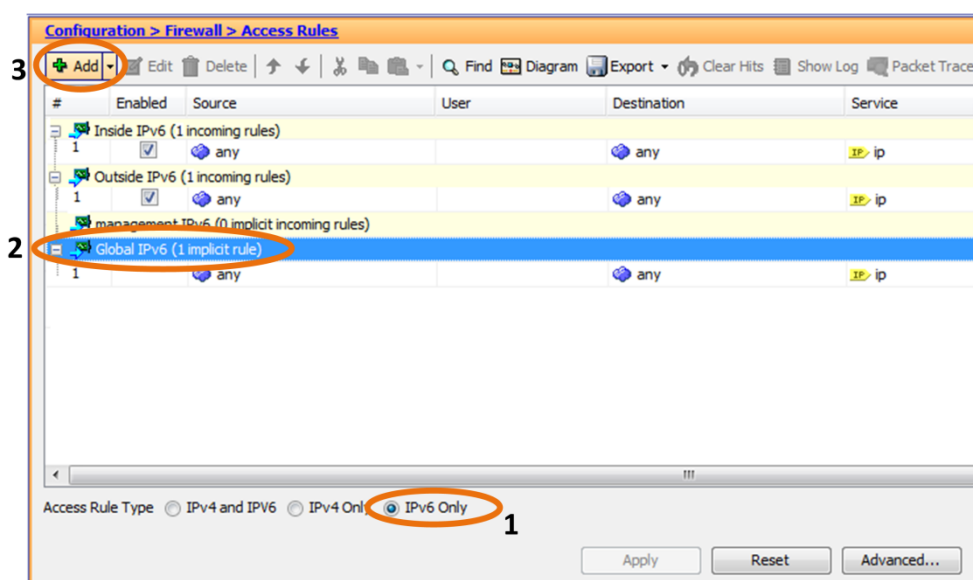 Configuration > Firewall > Access Rules
3
Add Edit Delete Find Diagram Export Clear Hits Show Log Packet Trace
# Enabled Source User Destination Service
Inside IPv6 (1 incoming rules)
1 any any IP ip
Outside IPv6 (1 incoming rules)
1 any any IP ip
management IPv6 (0 implicit incoming rules)
2
Global IPv6 (1 implicit rule)
1 any any IP ip
Access Rule Type IPv4 and IPV6 IPv4 Only IPv6 Only
1
Apply Reset Advanced...